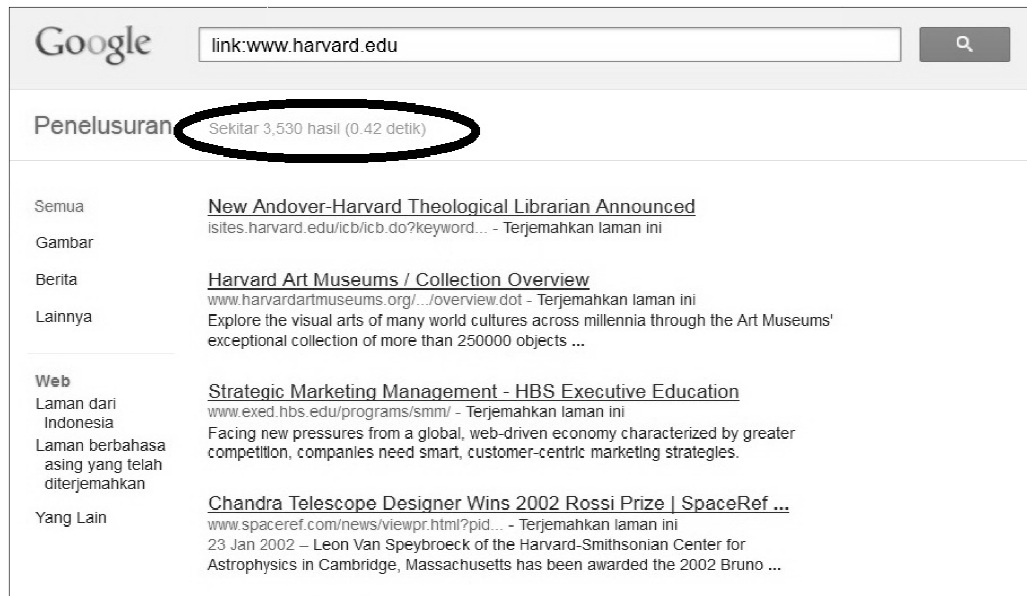 Google
link:www.harvard.edu
Penelusuran
Sekitar 3,530 hasil (0.42 detik)
Semua
Gambar
Berita
Lainnya
Web
Laman dari
Indonesia
Laman berbahasa
asing yang telah
diterjemahkan
Yang Lain
New Andover-Harvard Theological Librarian Announced
isites.harvard.edu/icb/icb.do?keyword... - Terjemahkan laman ini
Harvard Art Museums / Collection Overview
www.harvardartmuseums.org/.../overview.dot - Terjemahkan laman ini
Explore the visual arts of many world cultures across millennia through the Art Museums'
exceptional collection of more than 250000 objects ...
Strategic Marketing Management - HBS Executive Education
www.exed.hbs.edu/programs/smm/ - Terjemahkan laman ini
Facing new pressures from a global, web-driven economy characterized by greater
competition, companies need smart, customer-centric marketing strategies.
Chandra Telescope Designer Wins 2002 Rossi Prize | SpaceRef ...
www.spaceref.com/news/viewpr.html?pid... - Terjemahkan laman ini
23 Jan 2002 – Leon Van Speybroeck of the Harvard-Smithsonian Center for
Astrophysics in Cambridge, Massachusetts has been awarded the 2002 Bruno ...